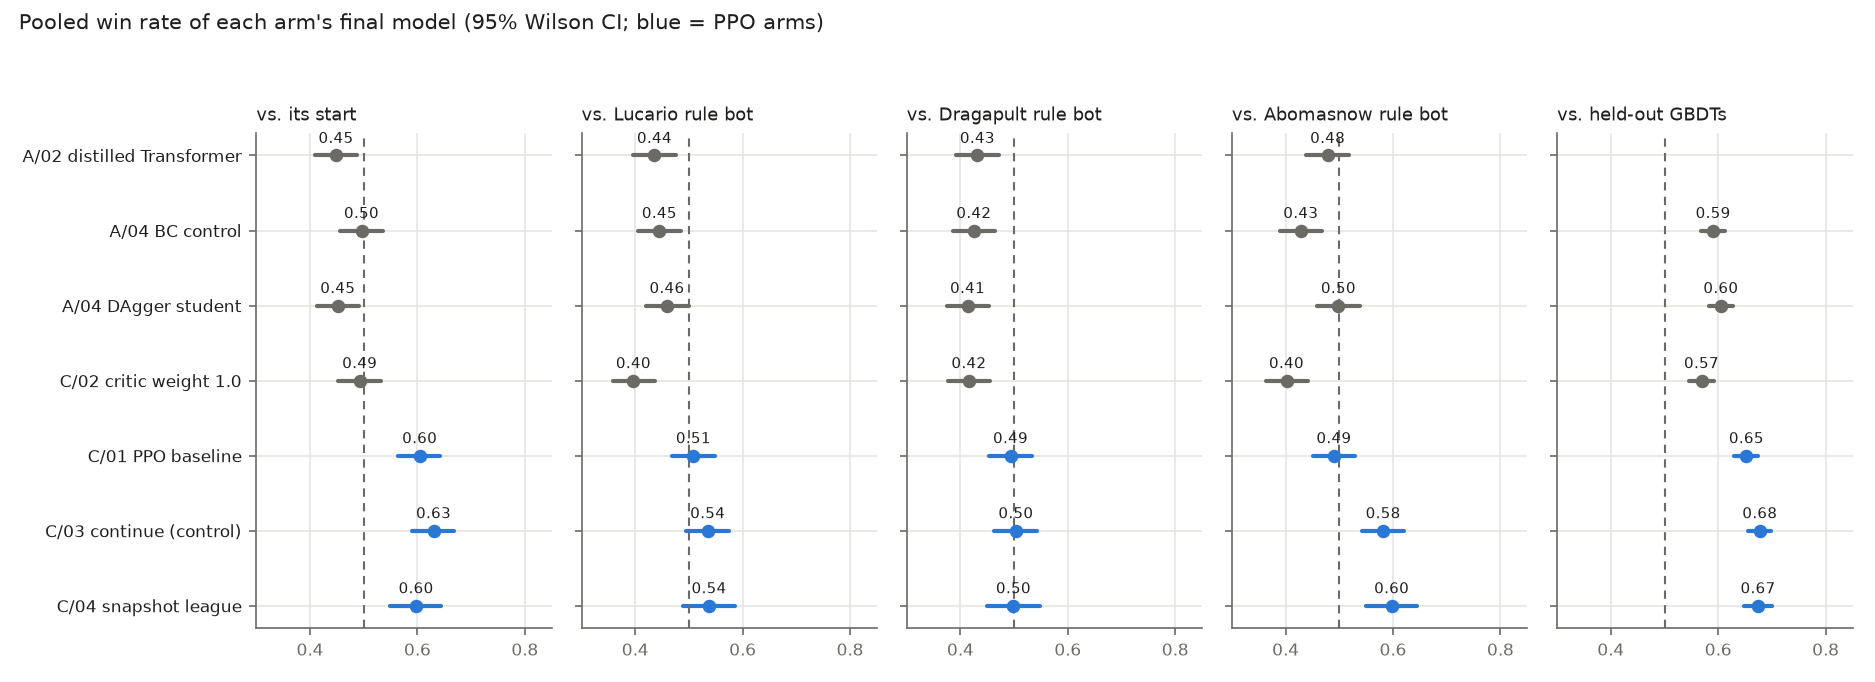 Pooled win rate of each arm's final model (95% Wilson CI; blue = PPO arms)
vs. its start
vs. Lucario rule bot
vs. Dragapult rule bot
vs. Abomasnow rule bot
vs. held-out GBDTs
A/02 distilled Transformer
0.45
0.44
0.43
0.48
A/04 BC control
0.50
0.45
0.42
0.43
0.59
A/04 DAgger student
0.45
0.46
0.41
0.50
0.60
C/02 critic weight 1.0
0.49
0.40
0.42
0.40
0.57
C/01 PPO baseline
0.60
0.51
0.49
0.49
0.65
C/03 continue (control)
0.63
0.54
0.50
0.58
0.68
C/04 snapshot league
0.60
0.54
0.50
0.60
0.67
0.4 0.6 0.8
0.4 0.6 0.8
0.4 0.6 0.8
0.4 0.6 0.8
0.4 0.6 0.8